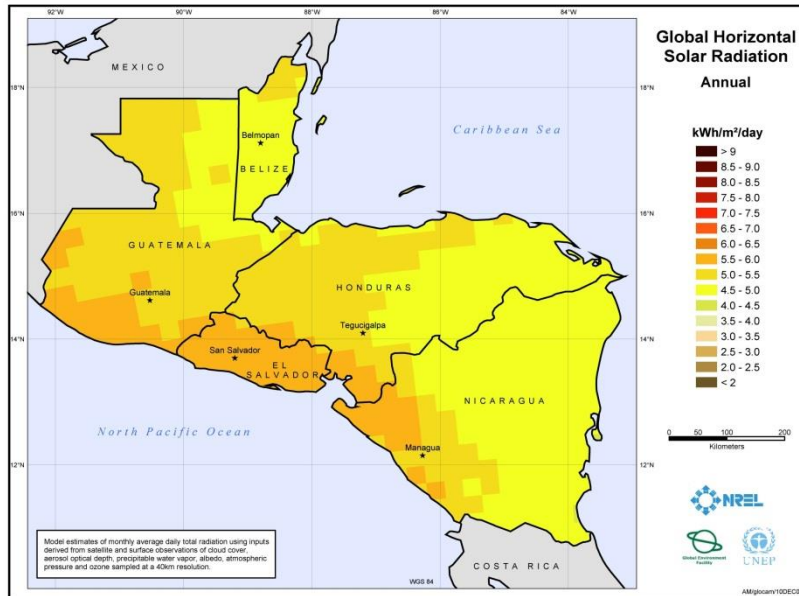 92°W
90°W
88°W
86°W
84°W
Global Horizontal
Solar Radiation
Annual
MEXICO
18°N
18°N
kWh/m²/day
Belmopan
Caribbean Sea
> 9
8.5 - 9.0
8.0 - 8.5
7.5 - 8.0
7.0 - 7.5
6.5 - 7.0
6.0 - 6.5
5.5 - 6.0
5.0 - 5.5
4.5 - 5.0
4.0 - 4.5
3.5 - 4.0
3.0 - 3.5
2.5 - 3.0
2.0 - 2.5
< 2
BELIZE
16°N
16°N
GUATEMALA
Guatemala
HONDURAS
Tegucigalpa
14°N
14°N
San Salvador
EL
SALVADOR
NICARAGUA
North Pacific Ocean
0
50
100
200
Kilometers
Managua
12°N
12°N
NREL
Model estimates of monthly average daily total radiation using inputs
derived from satellite and surface observations of cloud cover,
aerosol optical depth, precipitable water vapor, albedo, atmospheric
pressure and ozone sampled at a 40km resolution.
Global Environment
Facility
UNEP
COSTA RICA
WGS 84